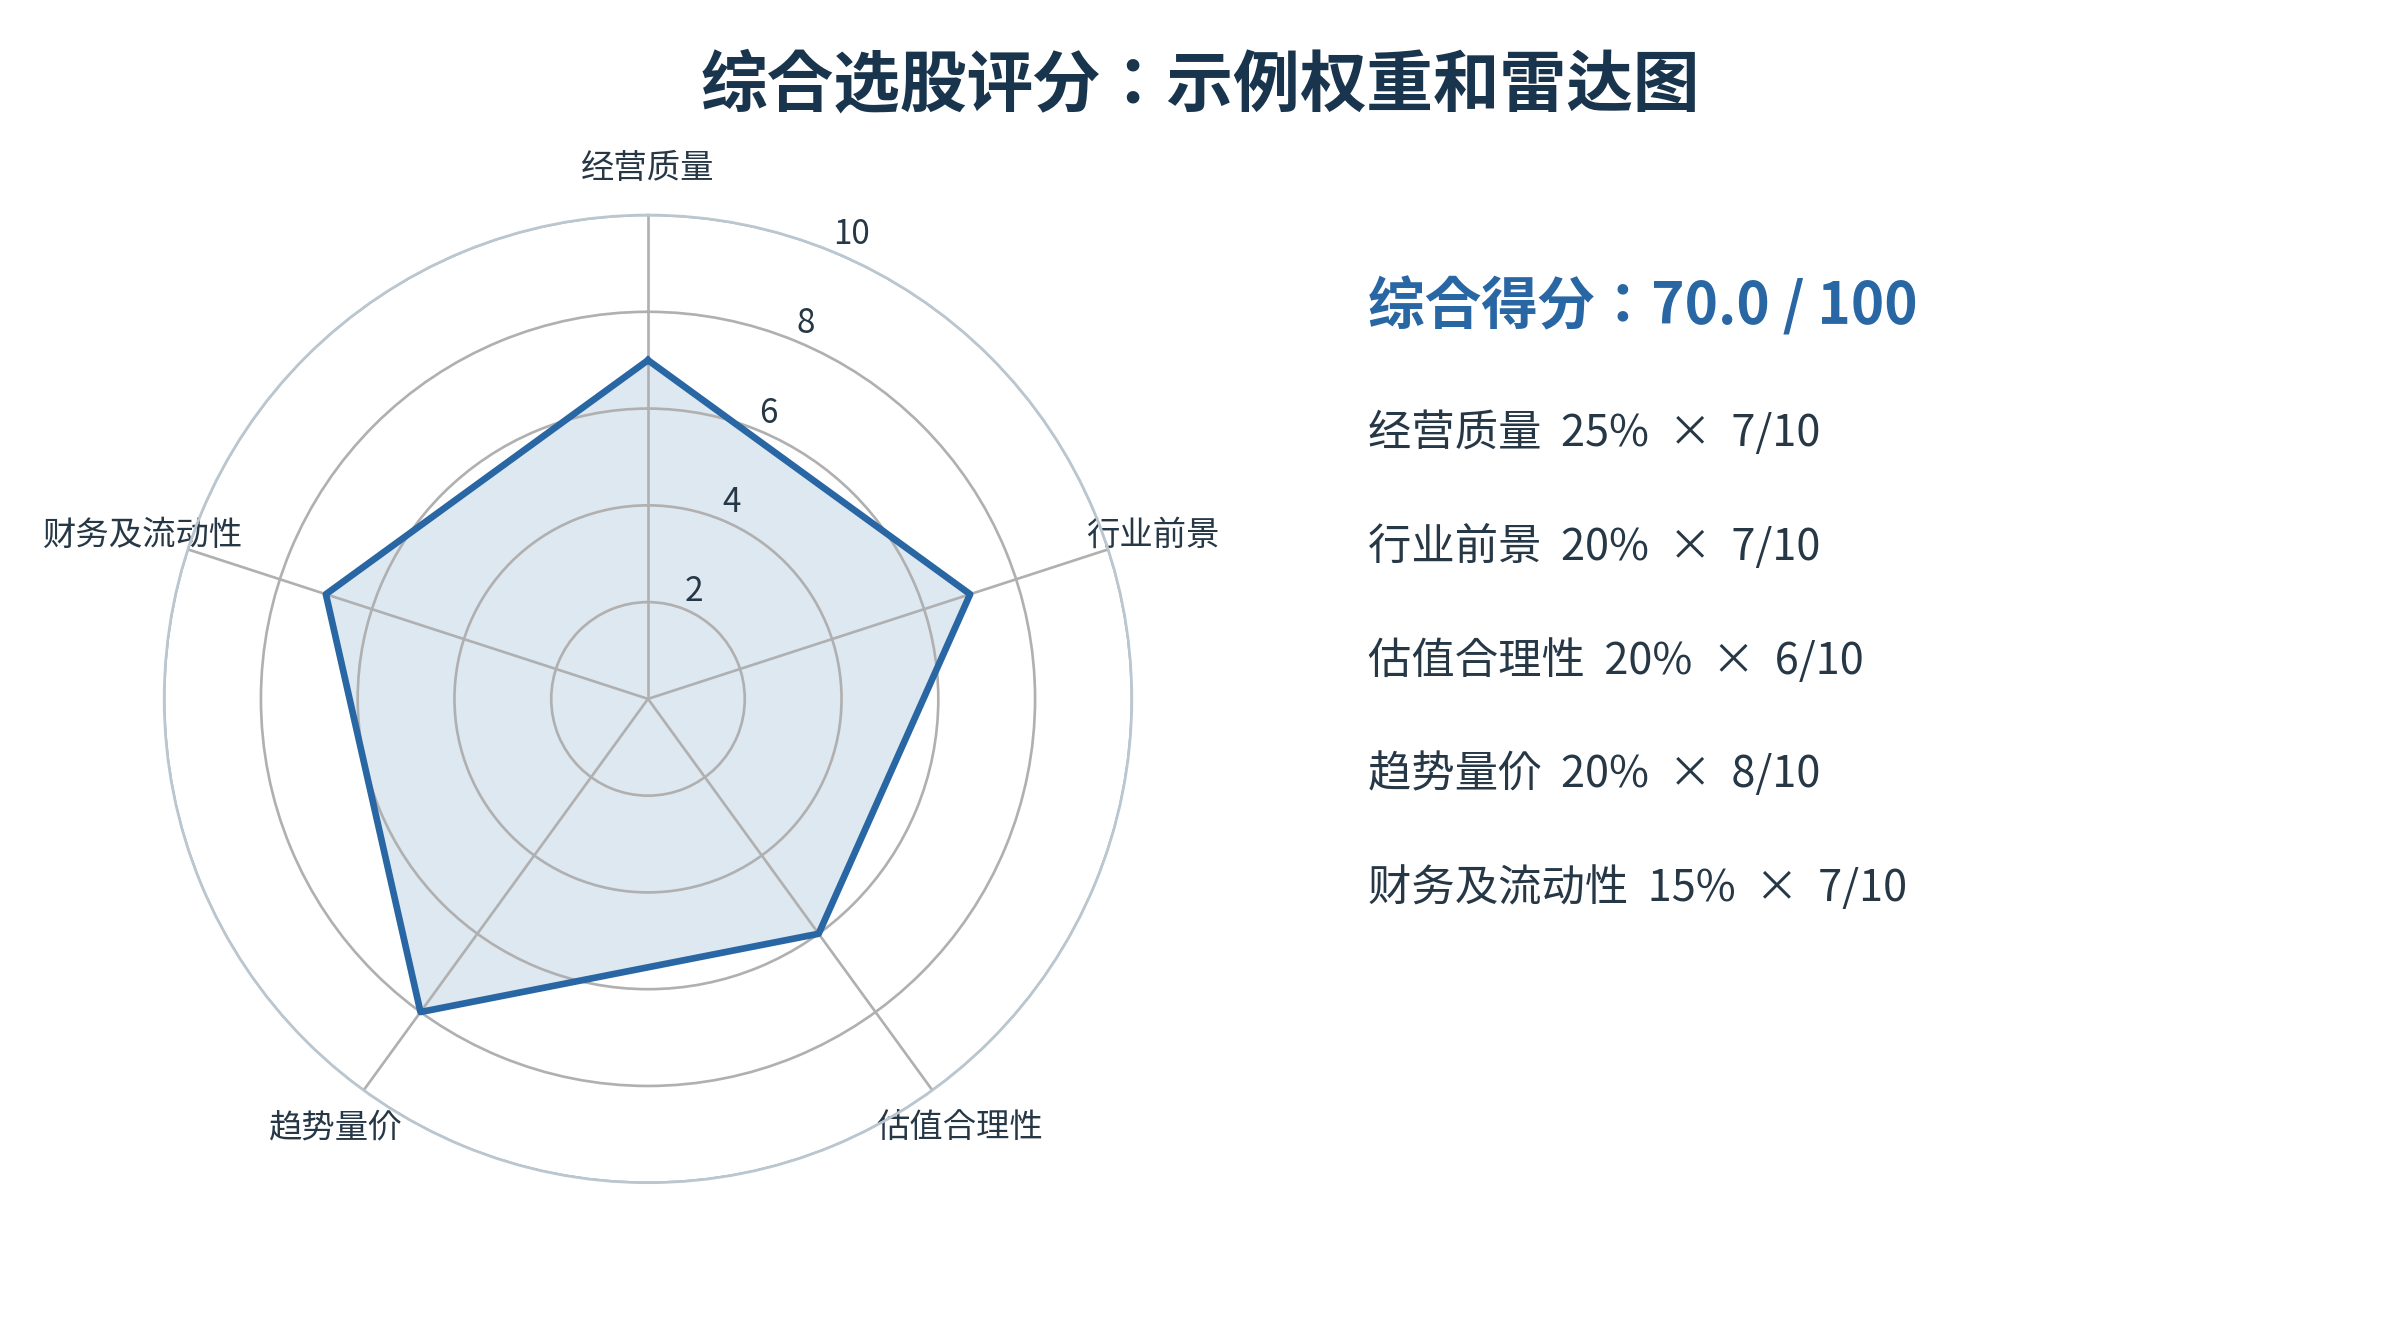 综合选股评分：示例权重和雷达图
经营质量
10
8
6
4
2
财务及流动性
行业前景
趋势量价
估值合理性
综合得分：70.0 / 100
经营质量 25% × 7/10
行业前景 20% × 7/10
估值合理性 20% × 6/10
趋势量价 20% × 8/10
财务及流动性 15% × 7/10